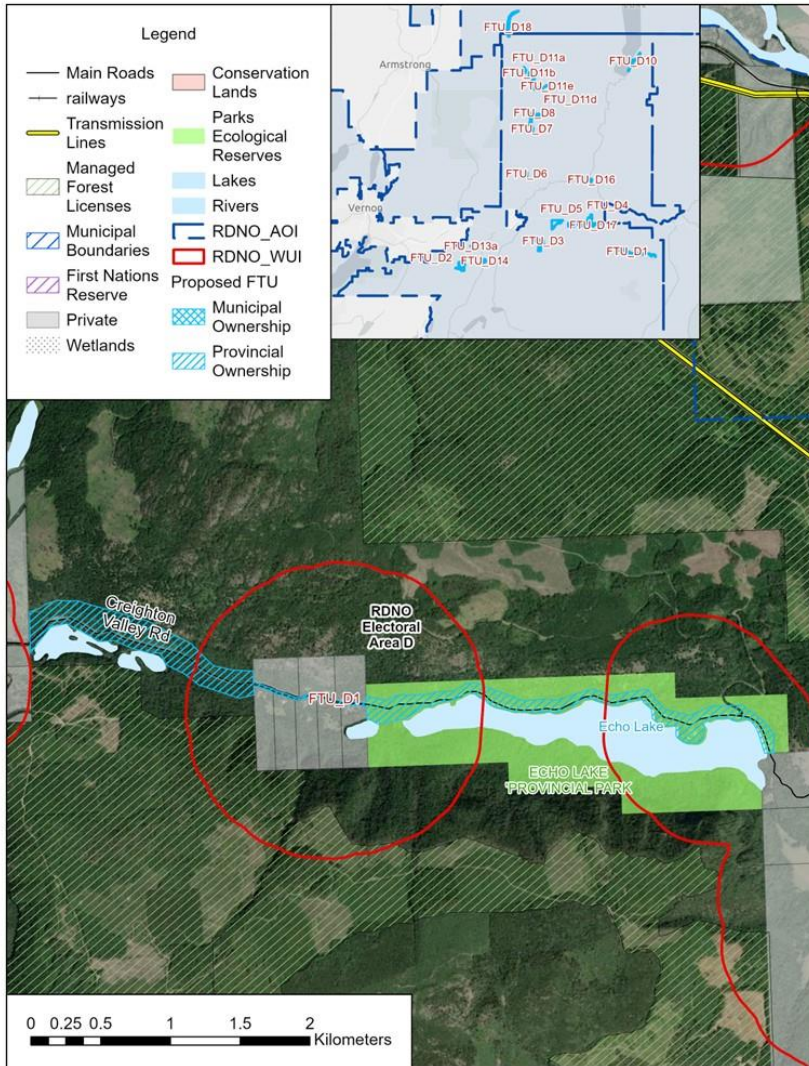 Legend
Main Roads
railways
Transmission
Lines
Managed
Forest
Licenses
Municipal
Boundaries
First Nations
Reserve
Private
Wetlands
Conservation
Lands
Parks
Ecological
Reserves
Lakes
Rivers
RDNO_AOI
RDNO_WUI
Proposed FTU
Municipal
Ownership
Provincial
Ownership
FTU_D18
Armstrong
FTU_D11a
FTU_D10
FTU_D11b
FTU_D11e
FTU_D11d
FTU_D8
FTU_D7
FTU_D6
FTU_D16
Vernon
FTU_D5
FTU_D4
FTU_D17
FTU_D13a
FTU_D3
FTU_D2
FTU_D14
FTU_D1
Creighton
Valley Rd
RDNO
Electoral
Area D
FTU_D1
Echo Lake
ECHO LAKE
PROVINCIAL PARK
0 0.25 0.5 1 1.5 2
Kilometers